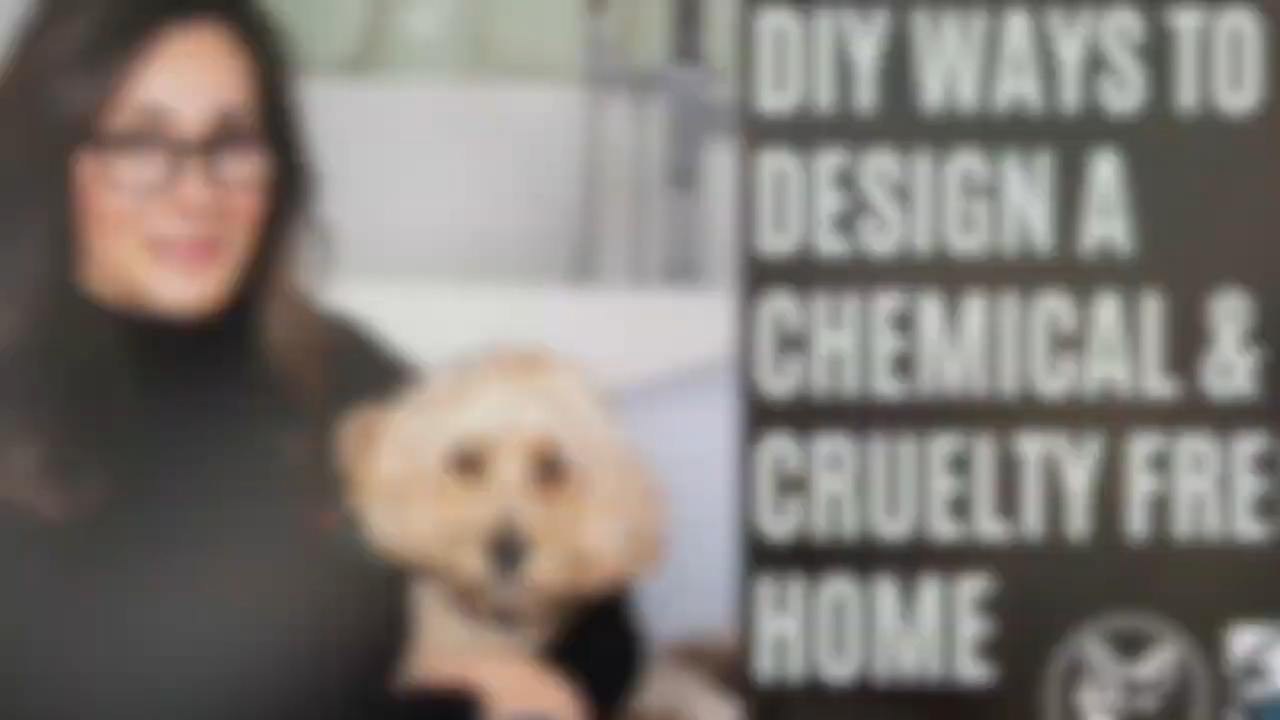 DIY WAYS TO
DESIGN A
CHEMICAL &
CRUELTY FRE
HOME